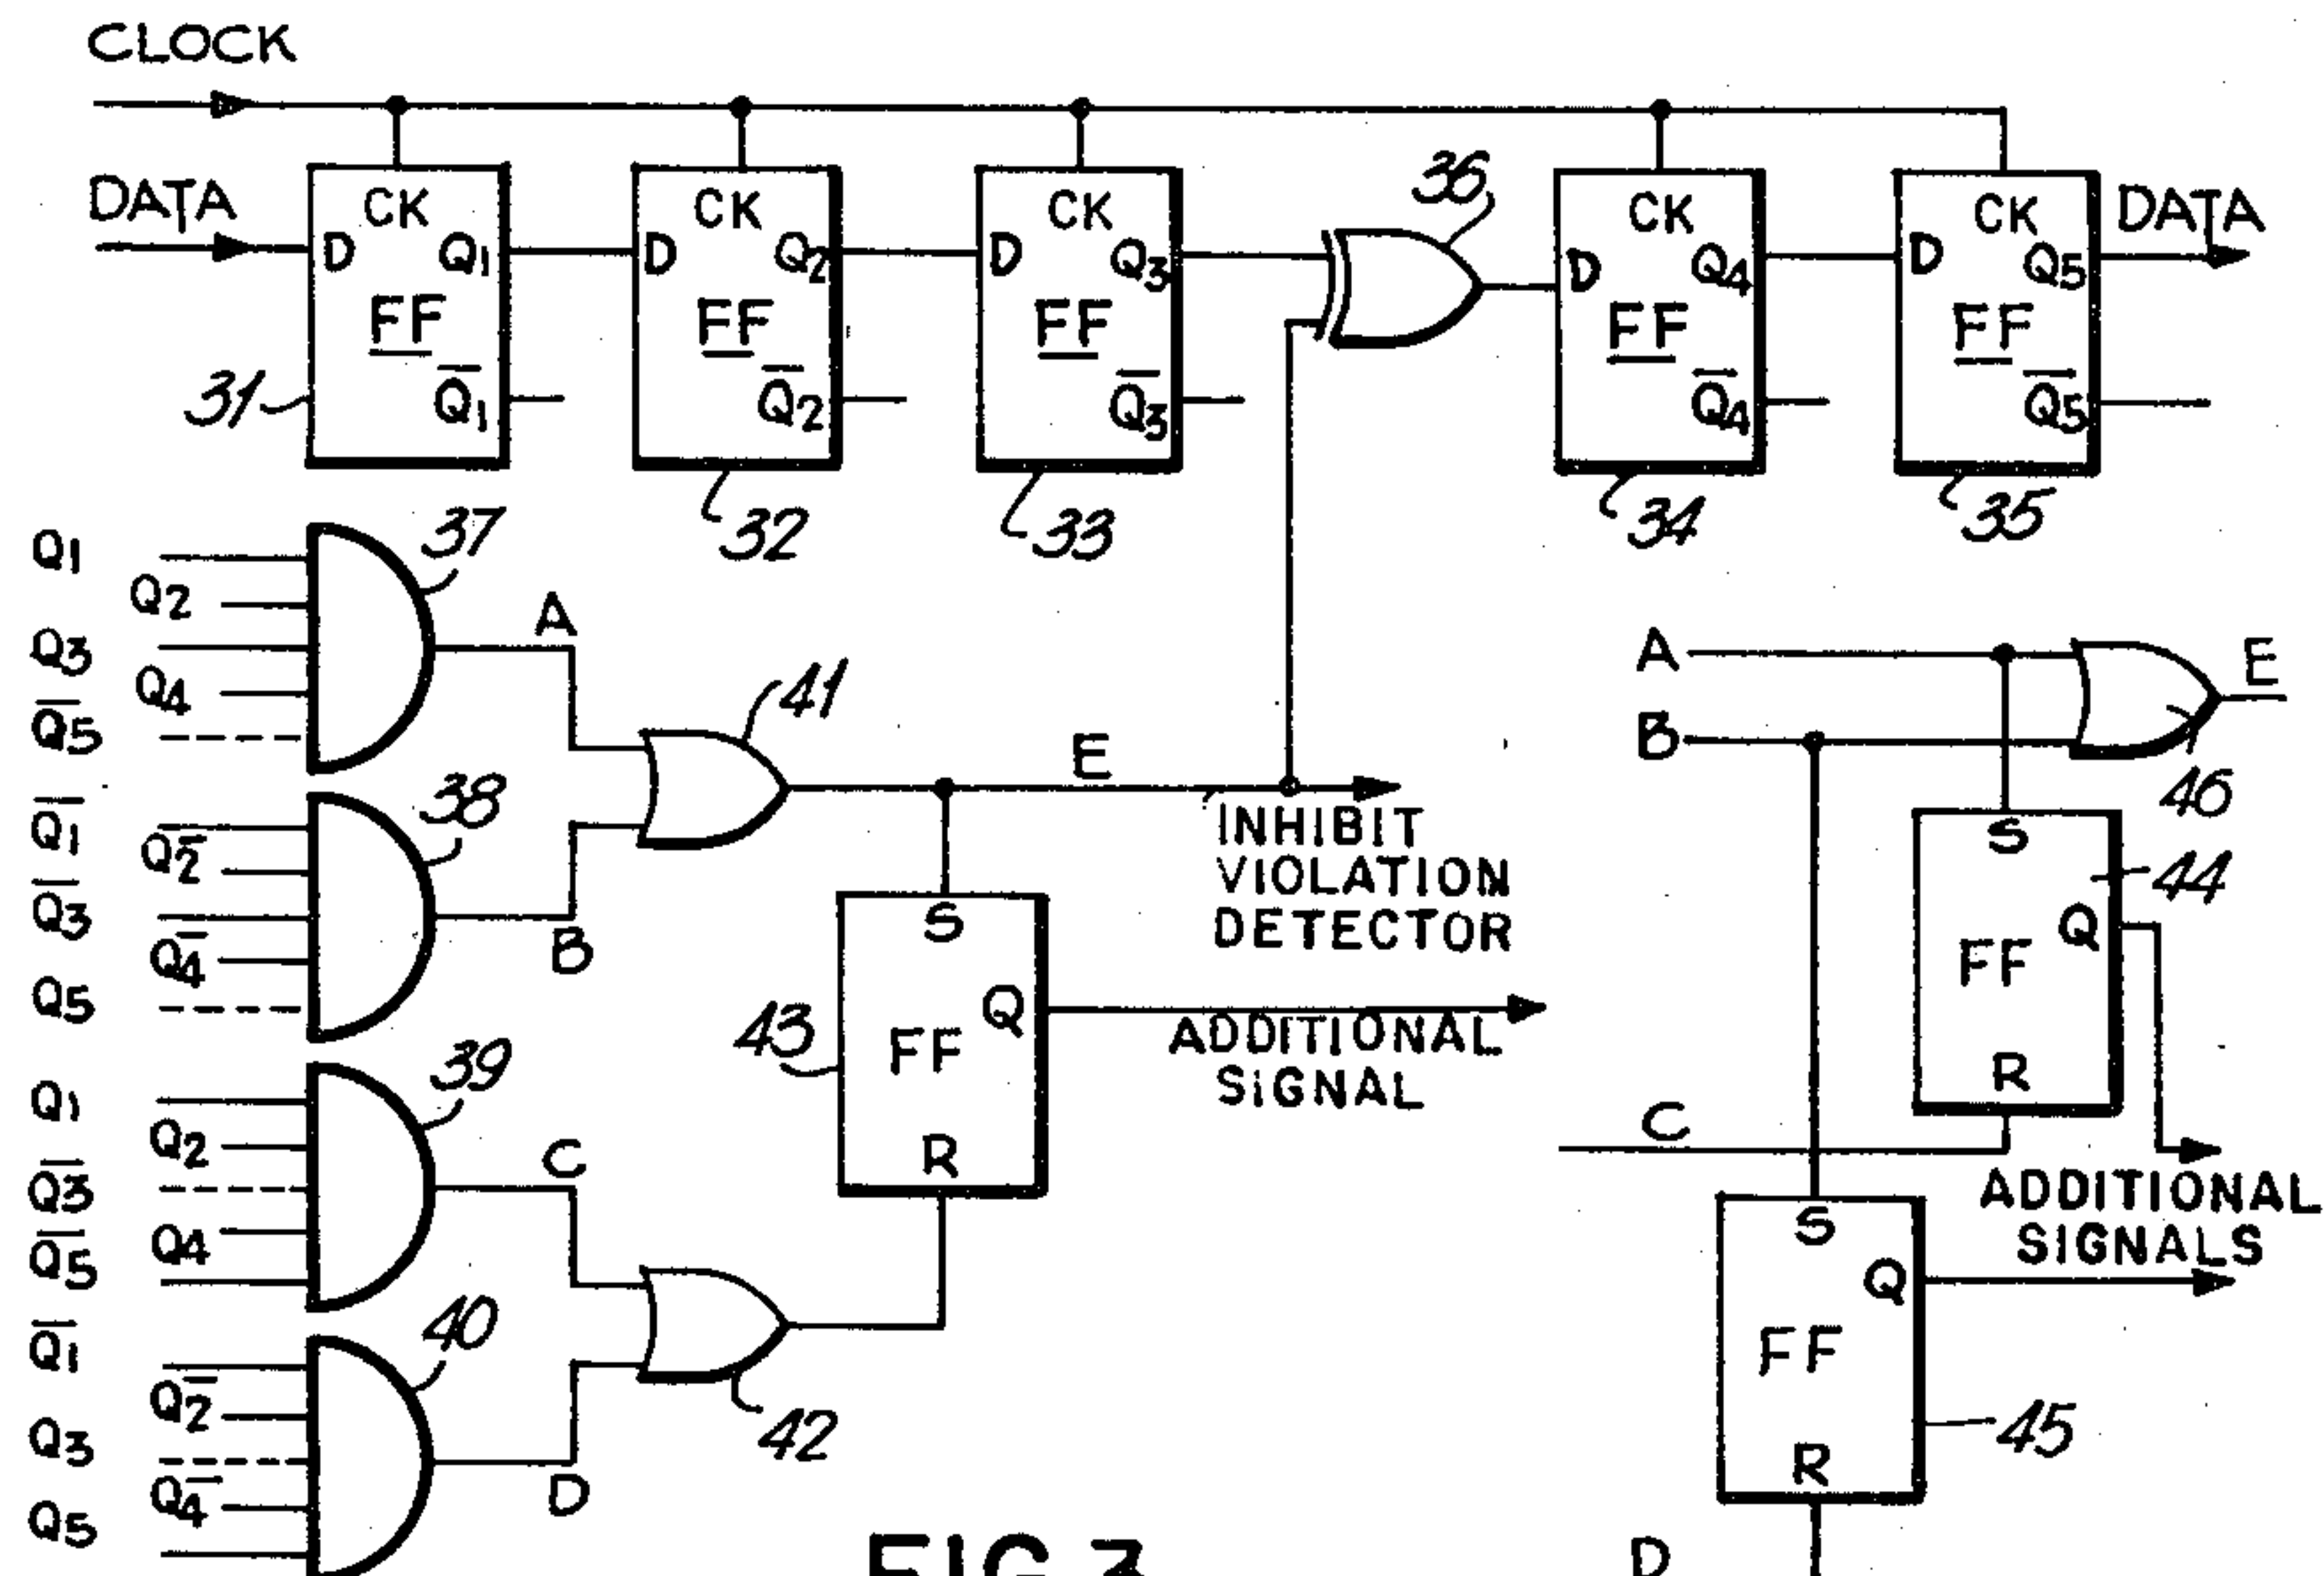 CLOCK
DATA
CK
D
Q1
FF
Q̅1
31
CK
D
Q2
FF
Q̅2
32
CK
D
Q3
FF
Q̅3
33
36
CK
D
Q4
FF
Q̅4
34
CK
D
Q5
FF
Q̅5
35
DATA
Q1
Q2
Q3
Q4
Q̅5
37
A
Q̅1
Q̅2
Q̅3
Q̅4
Q5
38
B
41
E
INHIBIT
VIOLATION
DETECTOR
S
Q
FF
R
43
ADDITIONAL
SIGNAL
Q1
Q2
Q̅3
Q4
Q̅5
39
C
Q̅1
Q̅2
Q3
Q̅4
Q5
40
D
42
A
B
E
46
S
44
Q
FF
R
C
ADDITIONAL
SIGNALS
S
Q
FF
R
45
D
FIG.3